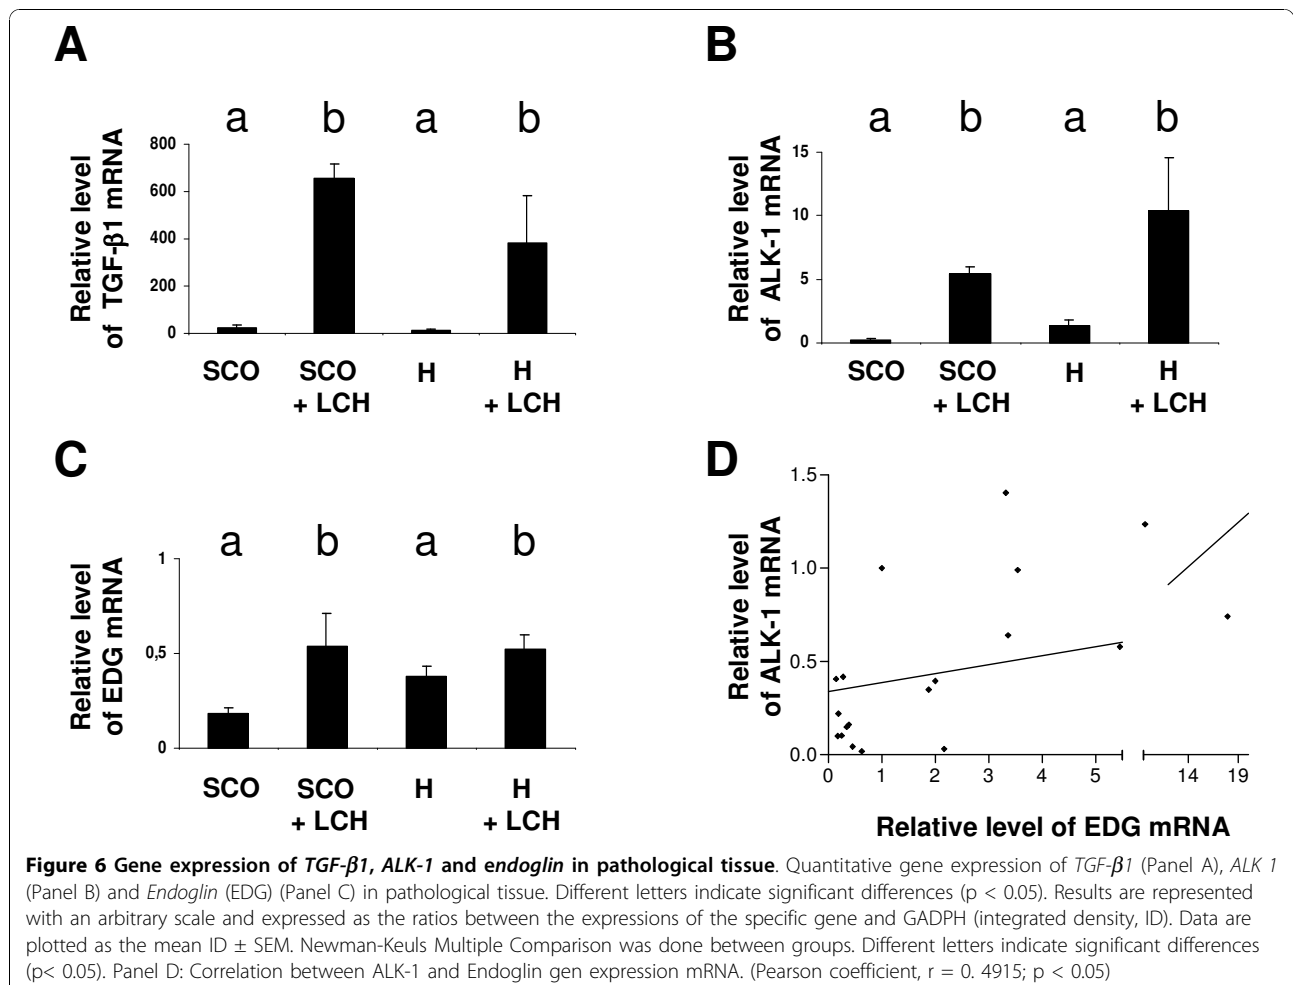 A
a b a b
Relative level
of TGF-β1 mRNA
800
600
400
200
0
SCO SCO H H
+ LCH + LCH
B
a b a b
Relative level
of ALK-1 mRNA
15
10
5
0
SCO SCO H H
+ LCH + LCH
C
a b a b
Relative level
of EDG mRNA
1
0,5
0
SCO SCO H H
+ LCH + LCH
D
Relative level
of ALK-1 mRNA
1.5
1.0
0.5
0.0
0 1 2 3 4 5 14 19
Relative level of EDG mRNA
Figure 6 Gene expression of TGF-β1, ALK-1 and endoglin in pathological tissue. Quantitative gene expression of TGF-β1 (Panel A), ALK 1
(Panel B) and Endoglin (EDG) (Panel C) in pathological tissue. Different letters indicate significant differences (p < 0.05). Results are represented
with an arbitrary scale and expressed as the ratios between the expressions of the specific gene and GADPH (integrated density, ID). Data are
plotted as the mean ID ± SEM. Newman-Keuls Multiple Comparison was done between groups. Different letters indicate significant differences
(p< 0.05). Panel D: Correlation between ALK-1 and Endoglin gen expression mRNA. (Pearson coefficient, r = 0. 4915; p < 0.05)